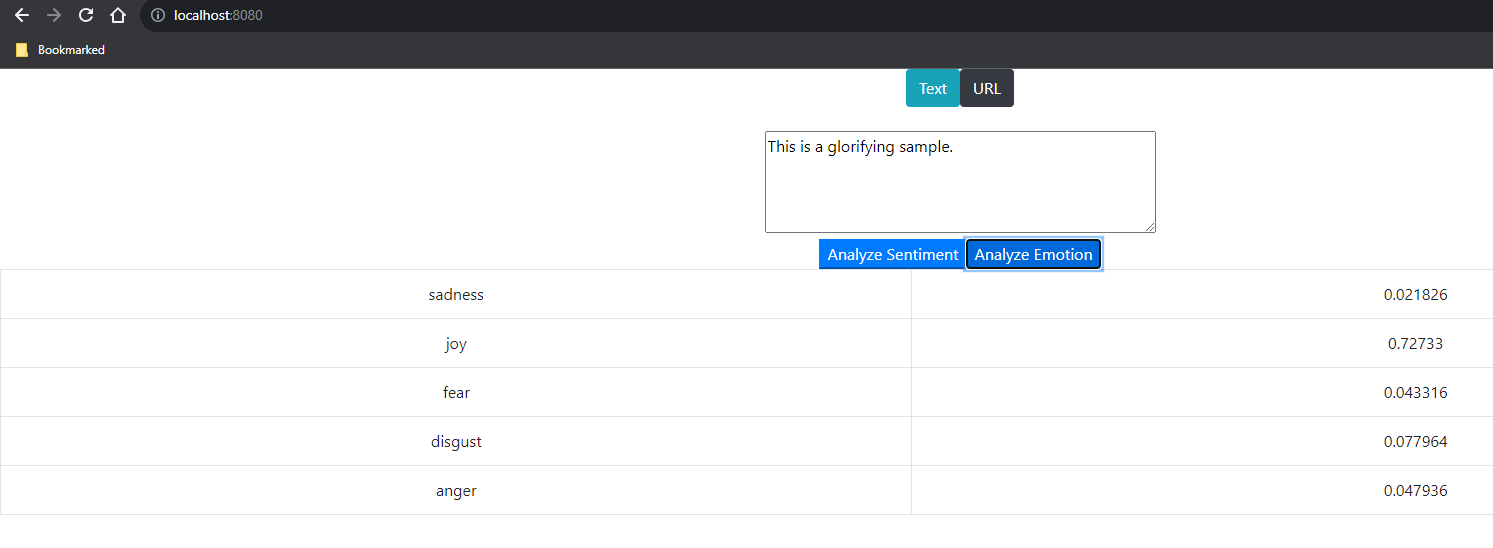 localhost:8080
Bookmarked
Text URL
This is a glorifying sample.
Analyze Sentiment Analyze Emotion
sadness 0.021826
joy 0.72733
fear 0.043316
disgust 0.077964
anger 0.047936